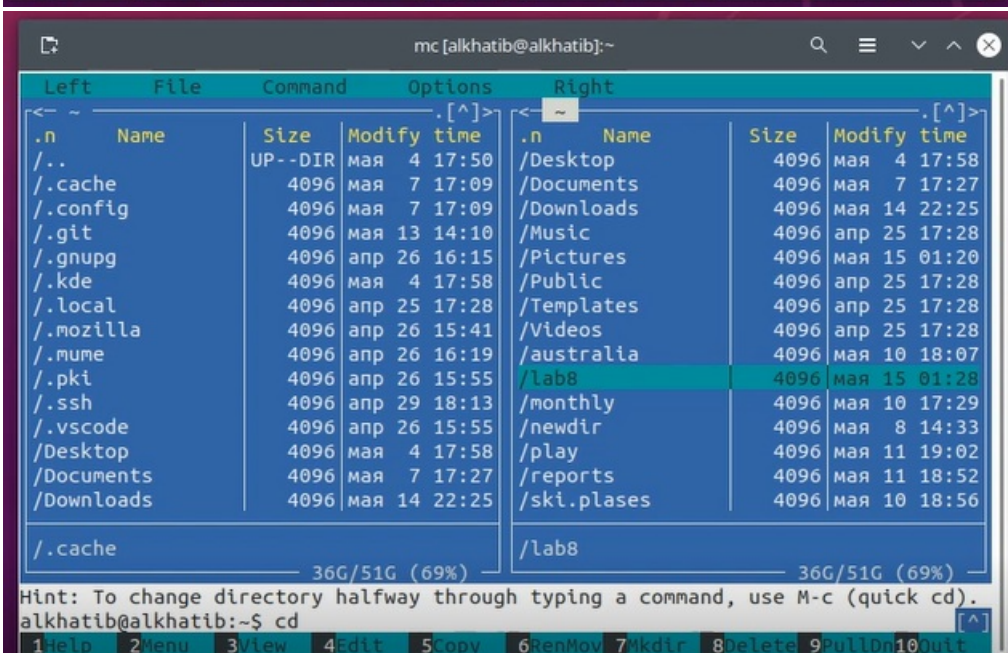 mc [alkhatib@alkhatib]:~
Left File Command Options Right
<— ~ .[^]> <— ~ .[^]>
.n Name Size Modify time .n Name Size Modify time
/.. UP--DIR мая 4 17:50 /Desktop 4096 мая 4 17:58
/.cache 4096 мая 7 17:09 /Documents 4096 мая 7 17:27
/.config 4096 мая 7 17:09 /Downloads 4096 мая 14 22:25
/.git 4096 мая 13 14:10 /Music 4096 апр 25 17:28
/.gnupg 4096 апр 26 16:15 /Pictures 4096 мая 15 01:20
/.kde 4096 мая 4 17:58 /Public 4096 апр 25 17:28
/.local 4096 апр 25 17:28 /Templates 4096 апр 25 17:28
/.mozilla 4096 апр 26 15:41 /Videos 4096 апр 25 17:28
/.mume 4096 апр 26 16:19 /australia 4096 мая 10 18:07
/.pki 4096 апр 26 15:55 /lab8 4096 мая 15 01:28
/.ssh 4096 апр 29 18:13 /monthly 4096 мая 10 17:29
/.vscode 4096 апр 26 15:55 /newdir 4096 мая 8 14:33
/Desktop 4096 мая 4 17:58 /play 4096 мая 11 19:02
/Documents 4096 мая 7 17:27 /reports 4096 мая 11 18:52
/Downloads 4096 мая 14 22:25 /ski.plases 4096 мая 10 18:56
/.cache /lab8
36G/51G (69%) 36G/51G (69%)
Hint: To change directory halfway through typing a command, use M-c (quick cd).
alkhatib@alkhatib:~$ cd [^]
1Help 2Menu 3View 4Edit 5Copy 6RenMov 7Mkdir 8Delete 9PullDn 10Quit